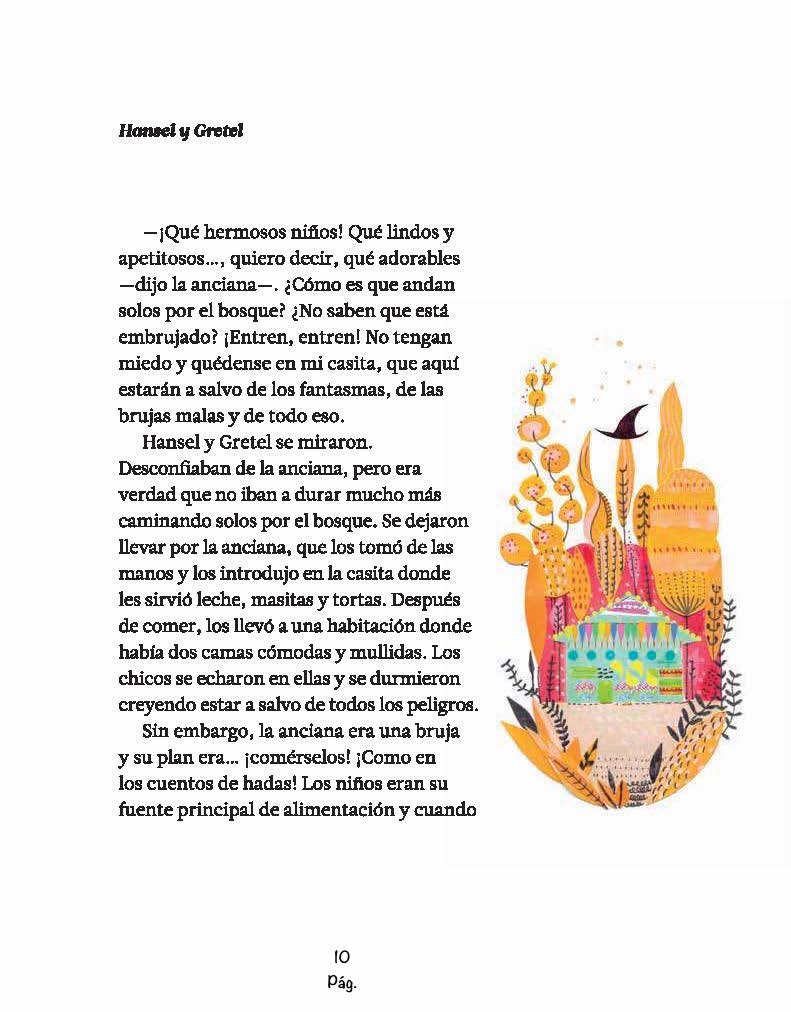 Hansel y Gretel
—¡Qué hermosos niños! Qué lindos y
apetitosos..., quiero decir, qué adorables
—dijo la anciana—. ¿Cómo es que andan
solos por el bosque? ¿No saben que está
embrujado? ¡Entren, entren! No tengan
miedo y quédense en mi casita, que aquí
estarán a salvo de los fantasmas, de las
brujas malas y de todo eso.
Hansel y Gretel se miraron.
Desconfiaban de la anciana, pero era
verdad que no iban a durar mucho más
caminando solos por el bosque. Se dejaron
llevar por la anciana, que los tomó de las
manos y los introdujo en la casita donde
les sirvió leche, masitas y tortas. Después
de comer, los llevó a una habitación donde
había dos camas cómodas y mullidas. Los
chicos se echaron en ellas y se durmieron
creyendo estar a salvo de todos los peligros.
Sin embargo, la anciana era una bruja
y su plan era... ¡comérselos! ¡Como en
los cuentos de hadas! Los niños eran su
fuente principal de alimentación y cuando
10
Pág.